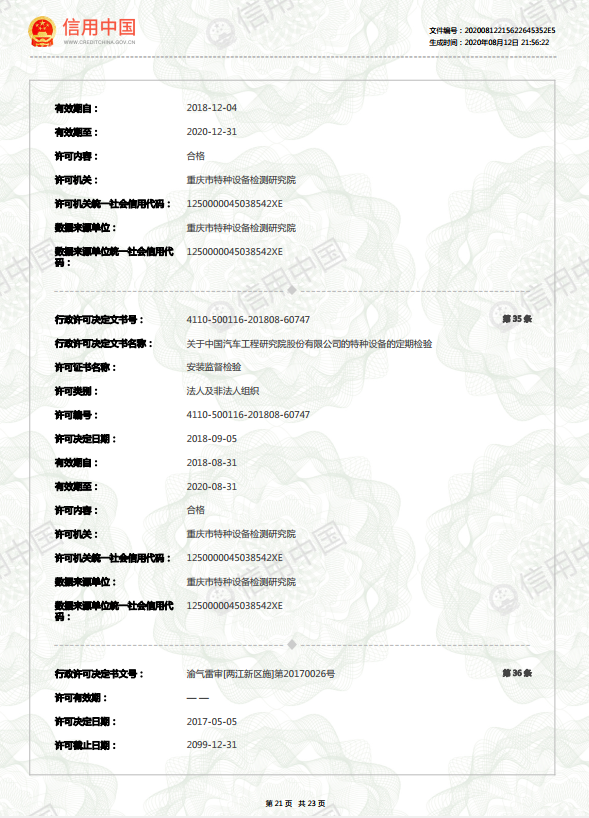 信用中国
WWW.CREDITCHINA.GOV.CN
文件编号：20200812215622645352E5
生成时间：2020年08月12日 21:56:22
有效期自： 2018-12-04
有效期至： 2020-12-31
许可内容： 合格
许可机关： 重庆市特种设备检测研究院
许可机关统一社会信用代码： 1250000045038542XE
数据来源单位： 重庆市特种设备检测研究院
数据来源单位统一社会信用代 1250000045038542XE
码：
行政许可决定文书号： 4110-500116-201808-60747 第35条
行政许可决定文书名称： 关于中国汽车工程研究院股份有限公司的特种设备的定期检验
许可证书名称： 安装监督检验
许可类别： 法人及非法人组织
许可编号： 4110-500116-201808-60747
许可决定日期： 2018-09-05
有效期自： 2018-08-31
有效期至： 2020-08-31
许可内容： 合格
许可机关： 重庆市特种设备检测研究院
许可机关统一社会信用代码： 1250000045038542XE
数据来源单位： 重庆市特种设备检测研究院
数据来源单位统一社会信用代 1250000045038542XE
码：
行政许可决定书文号： 渝气雷审[两江新区施]第20170026号 第36条
许可有效期： — —
许可决定日期： 2017-05-05
许可截止日期： 2099-12-31
第 21 页 共 23 页